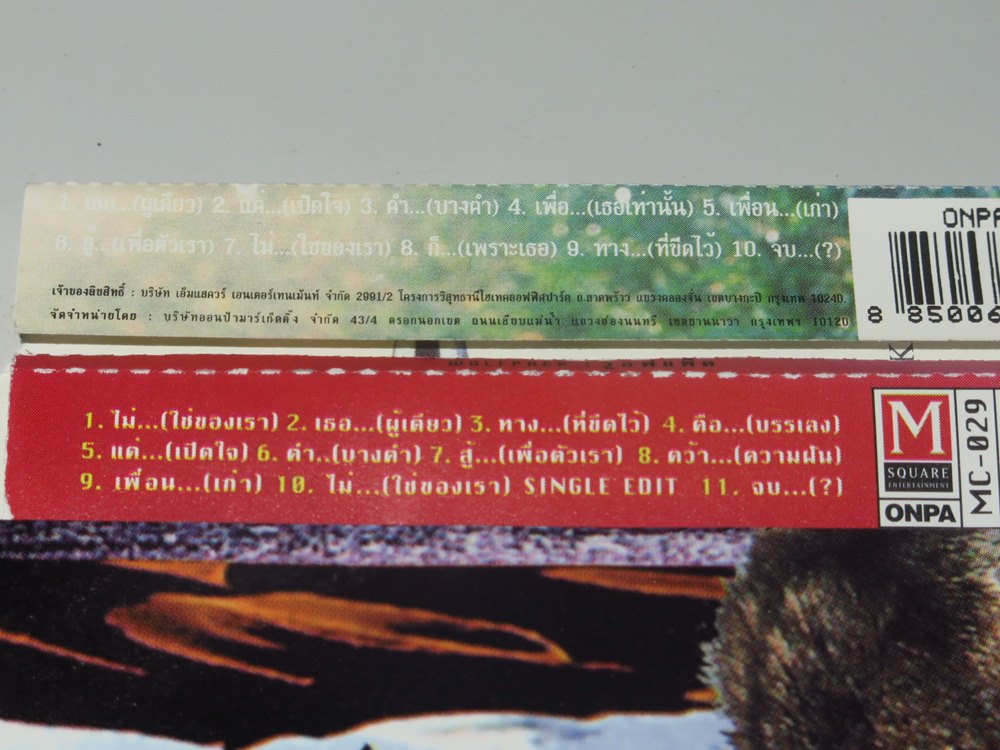 1. เธอ...(ผู้เดียว) 2. แค่...(เปิดใจ) 3. คำ...(บางคำ) 4. เพื่อ...(เธอเท่านั้น) 5. เพื่อน...(เก่า)
6. สู้...(เพื่อตัวเรา) 7. ไม่...(ใช่ของเรา) 8. ก็...(เพราะเธอ) 9. ทาง...(ที่ขีดไว้) 10. จบ...(?)
เจ้าของลิขสิทธิ์ : บริษัท เอ็มแสควร์ เอนเตอร์เทนเม้นท์ จำกัด 2991/2 โครงการวิสุทธานีไฮเทคออฟฟิศปาร์ค ถ.ลาดพร้าว แขวงคลองจั่น เขตบางกะปิ กรุงเทพ 10240
จัดจำหน่ายโดย : บริษัทออนป้ามาร์เก็ตติ้ง จำกัด 43/4 ตรอกนอกเขต ถนนเลียบแม่น้ำ แขวงช่องนนทรี เขตยานนาวา กรุงเทพฯ 10120
ONPA
8 85006
K
1. ไม่...(ใช่ของเรา) 2. เธอ...(ผู้เดียว) 3. ทาง...(ที่ขีดไว้) 4. คือ...(บรรเลง)
5. แค่...(เปิดใจ) 6. คำ..(บางคำ) 7. สู้...(เพื่อตัวเรา) 8. คว้า...(ความฝัน)
9. เพื่อน...(เก่า) 10. ไม่...(ใช่ของเรา) SINGLE EDIT 11. จบ...(?)
M
SQUARE
ENTERTAINMENT
ONPA
MC-029